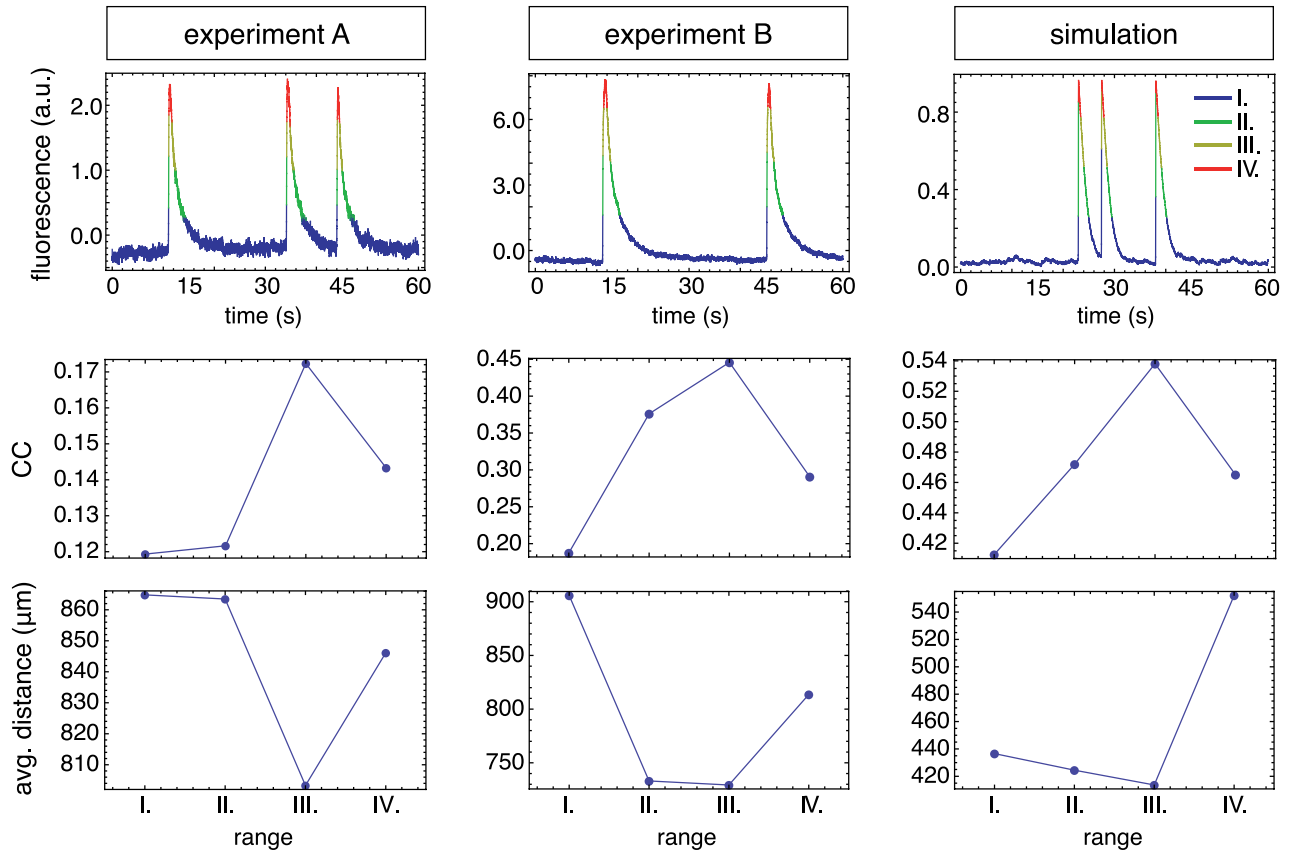 experiment A
experiment B
simulation
fluorescence (a.u.)
2.0
1.0
0.0
0
15
30
45
60
time (s)
6.0
3.0
0.0
0
15
30
45
60
time (s)
0.8
0.4
0.0
0
15
30
45
60
time (s)
I.
II.
III.
IV.
CC
0.17
0.16
0.15
0.14
0.13
0.12
0.45
0.40
0.35
0.30
0.25
0.20
0.54
0.52
0.50
0.48
0.46
0.44
0.42
avg. distance (µm)
860
850
840
830
820
810
I.
II.
III.
IV.
range
900
850
800
750
I.
II.
III.
IV.
range
540
520
500
480
460
440
420
I.
II.
III.
IV.
range